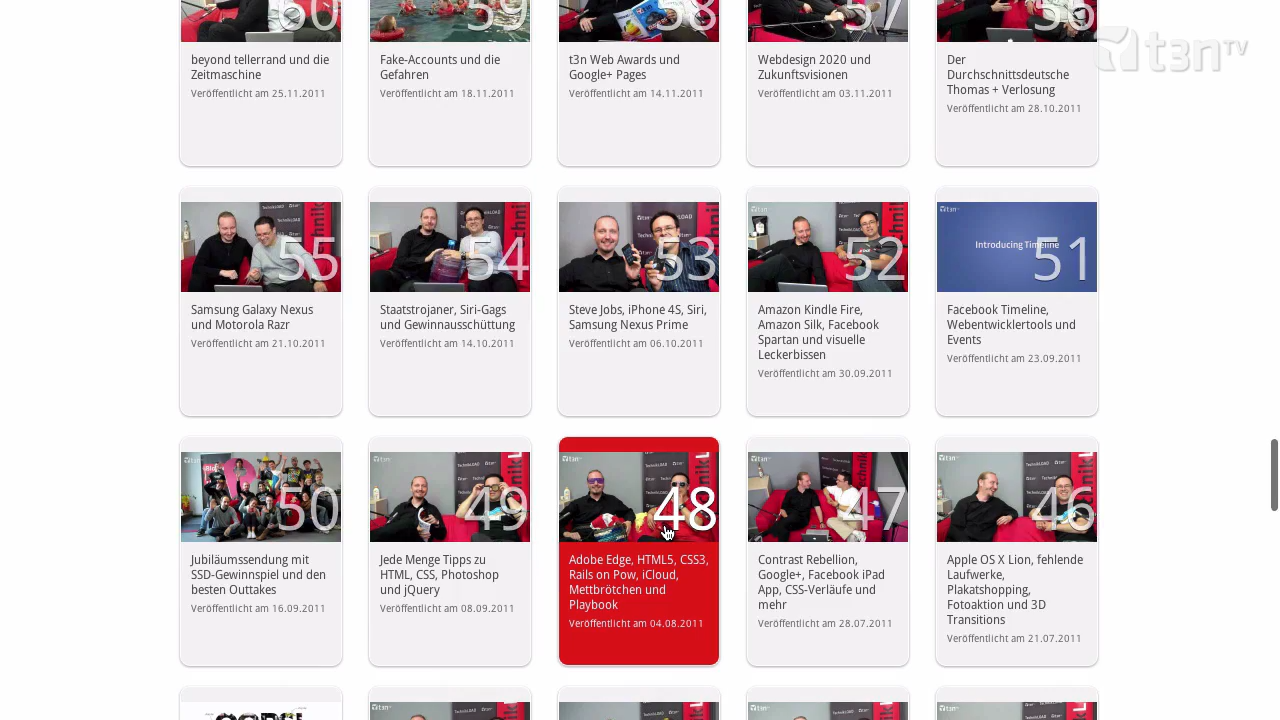 60
59
58
57
56
t3n TV
beyond tellerrand und die
Zeitmaschine
Veröffentlicht am 25.11.2011
Fake-Accounts und die
Gefahren
Veröffentlicht am 18.11.2011
t3n Web Awards und
Google+ Pages
Veröffentlicht am 14.11.2011
Webdesign 2020 und
Zukunftsvisionen
Veröffentlicht am 03.11.2011
Der
Durchschnittsdeutsche
Thomas + Verlosung
Veröffentlicht am 28.10.2011
55
Samsung Galaxy Nexus
und Motorola Razr
Veröffentlicht am 21.10.2011
54
Staatstrojaner, Siri-Gags
und Gewinnausschüttung
Veröffentlicht am 14.10.2011
53
Steve Jobs, iPhone 4S, Siri,
Samsung Nexus Prime
Veröffentlicht am 06.10.2011
52
Amazon Kindle Fire,
Amazon Silk, Facebook
Spartan und visuelle
Leckerbissen
Veröffentlicht am 30.09.2011
Introducing Timeline
51
Facebook Timeline,
Webentwicklertools und
Events
Veröffentlicht am 23.09.2011
50
Jubiläumssendung mit
SSD-Gewinnspiel und den
besten Outtakes
Veröffentlicht am 16.09.2011
49
Jede Menge Tipps zu
HTML, CSS, Photoshop
und jQuery
Veröffentlicht am 08.09.2011
48
Adobe Edge, HTML5, CSS3,
Rails on Pow, iCloud,
Mettbrötchen und
Playbook
Veröffentlicht am 04.08.2011
47
Contrast Rebellion,
Google+, Facebook iPad
App, CSS-Verläufe und
mehr
Veröffentlicht am 28.07.2011
46
Apple OS X Lion, fehlende
Laufwerke,
Plakatshopping,
Fotoaktion und 3D
Transitions
Veröffentlicht am 21.07.2011